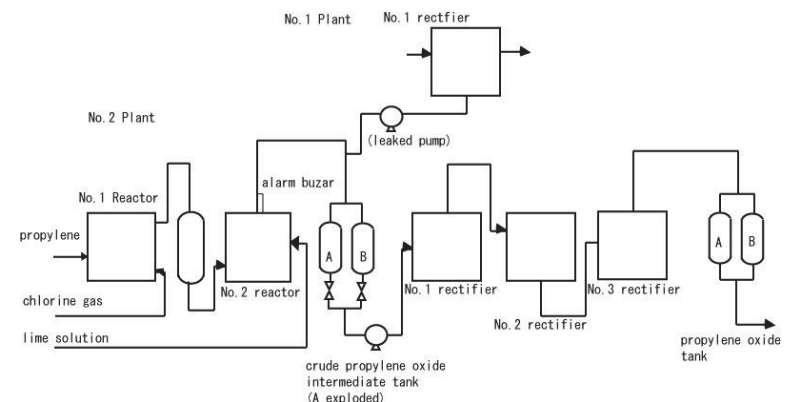 No.1 Plant
No.1 rectfier
No.2 Plant
(leaked pump)
alarm buzar
No.1 Reactor
propylene
A
B
A
B
No.2 reactor
No.1 rectifier
No.3 rectifier
chlorine gas
No.2 rectifier
lime solution
propylene oxide
tank
crude propylene oxide
intermediate tank
(A exploded)